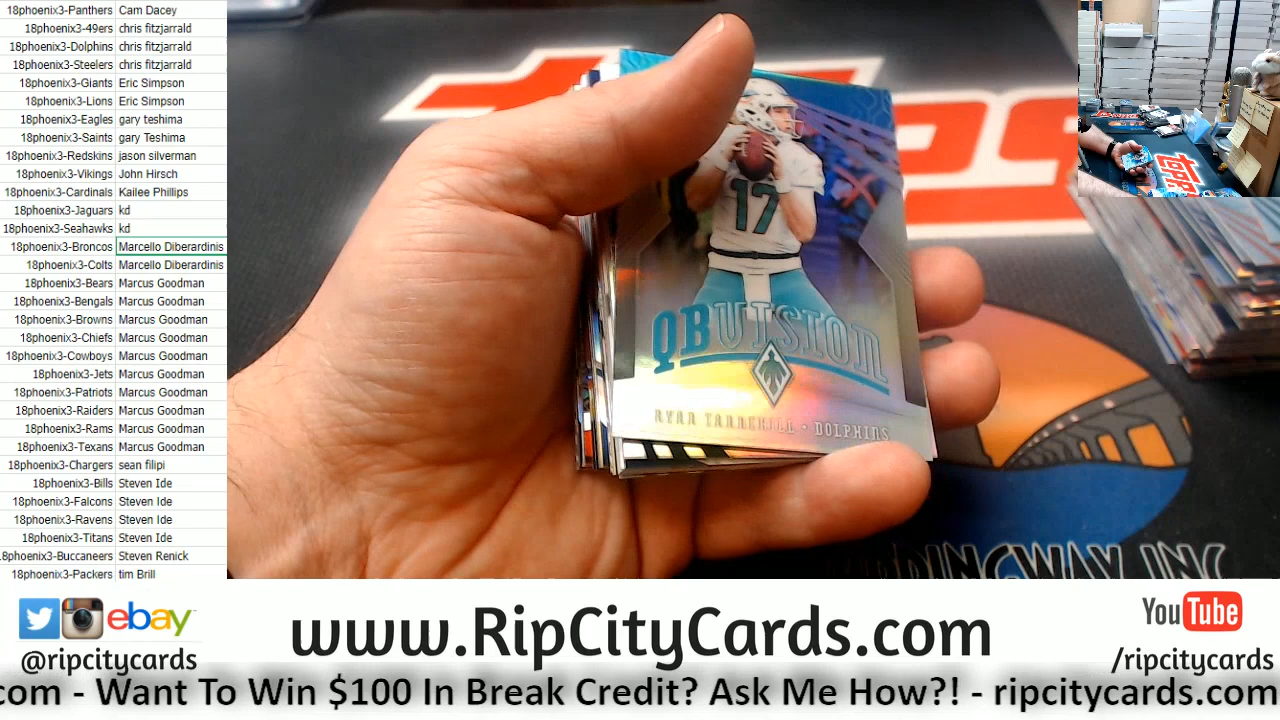 18phoenix3-Panthers Cam Dacey
18phoenix3-49ers chris fitzjarrald
18phoenix3-Dolphins chris fitzjarrald
18phoenix3-Steelers chris fitzjarrald
18phoenix3-Giants Eric Simpson
18phoenix3-Lions Eric Simpson
18phoenix3-Eagles gary teshima
18phoenix3-Saints gary Teshima
18phoenix3-Redskins jason silverman
18phoenix3-Vikings John Hirsch
18phoenix3-Cardinals Kailee Phillips
18phoenix3-Jaguars kd
18phoenix3-Seahawks kd
18phoenix3-Broncos Marcello Diberardinis
18phoenix3-Colts Marcello Diberardinis
18phoenix3-Bears Marcus Goodman
18phoenix3-Bengals Marcus Goodman
18phoenix3-Browns Marcus Goodman
18phoenix3-Chiefs Marcus Goodman
18phoenix3-Cowboys Marcus Goodman
18phoenix3-Jets Marcus Goodman
18phoenix3-Patriots Marcus Goodman
18phoenix3-Raiders Marcus Goodman
18phoenix3-Rams Marcus Goodman
18phoenix3-Texans Marcus Goodman
18phoenix3-Chargers sean filipi
18phoenix3-Bills Steven Ide
18phoenix3-Falcons Steven Ide
18phoenix3-Ravens Steven Ide
18phoenix3-Titans Steven Ide
8phoenix3-Buccaneers Steven Renick
18phoenix3-Packers tim Brill
17
QBVISION
RYAN TANNEHILL • DOLPHINS
INC
ebay
@ripcitycards
www.RipCityCards.com
YouTube
/ripcitycards
com - Want To Win $100 In Break Credit? Ask Me How?! - ripcitycards.com